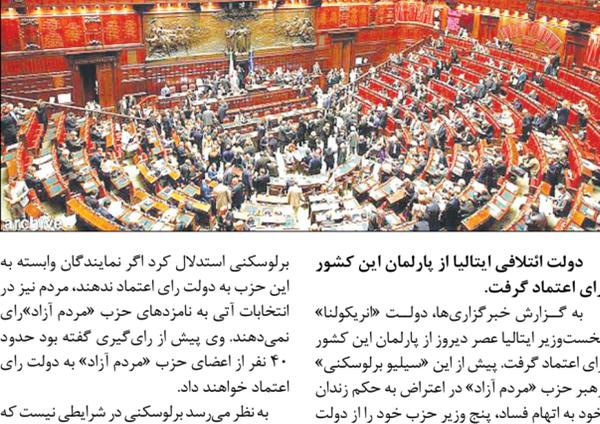 archive
دولت ائتلافی ایتالیا از پارلمان این کشور
رای اعتماد گرفت.
به گــزارش خبرگزاری‌ها، دولــت «انریکولتا»
نخست‌وزیر ایتالیا عصر دیروز از پارلمان این کشور
رای اعتماد گرفت. پیش از این «سیلیو برلوسکنی»
رهبر حزب «مردم آزاد» در اعتراض به حکم زندان
خود به اتهام فساد، پنج وزیر حزب خود را از دولت
برلوسکنی استدلال کرد اگر نمایندگان وابسته به
این حزب به دولت رای اعتماد ندهند، مردم نیز در
انتخابات آتی به نامزدهای حزب «مردم آزاد»رای
نمی‌دهند. وی پیش از رای‌گیری گفته بود حدود
۴۰ نفر از اعضای حزب «مردم آزاد» به دولت رای
اعتماد خواهند داد.
به نظر می‌رسد برلوسکنی در شرایطی نیست که